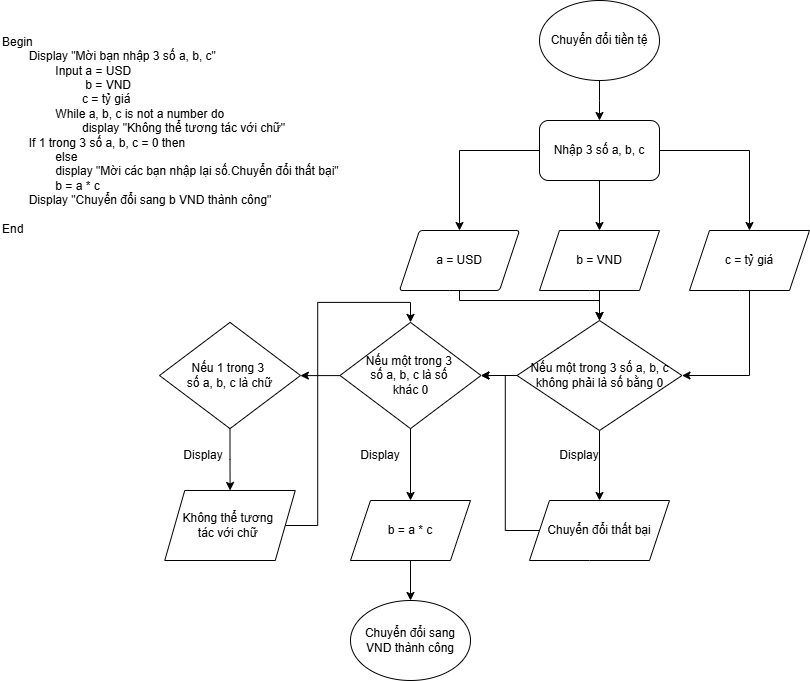 Begin
Display "Mời bạn nhập 3 số a, b, c"
Input a = USD
b = VND
c = tỷ giá
While a, b, c is not a number do
display "Không thể tương tác với chữ"
If 1 trong 3 số a, b, c = 0 then
else
display "Mời các bạn nhập lại số.Chuyển đổi thất bại"
b = a * c
Display "Chuyển đổi sang b VND thành công"
End
Chuyển đổi tiền tệ
Nhập 3 số a, b, c
a = USD
b = VND
c = tỷ giá
Nếu 1 trong 3
số a, b, c là chữ
Nếu một trong 3
số a, b, c là số
khác 0
Nếu một trong 3 số a, b, c
không phải là số bằng 0
Display
Display
Display
Không thể tương
tác với chữ
b = a * c
Chuyển đổi thất bại
Chuyển đổi sang
VND thành công